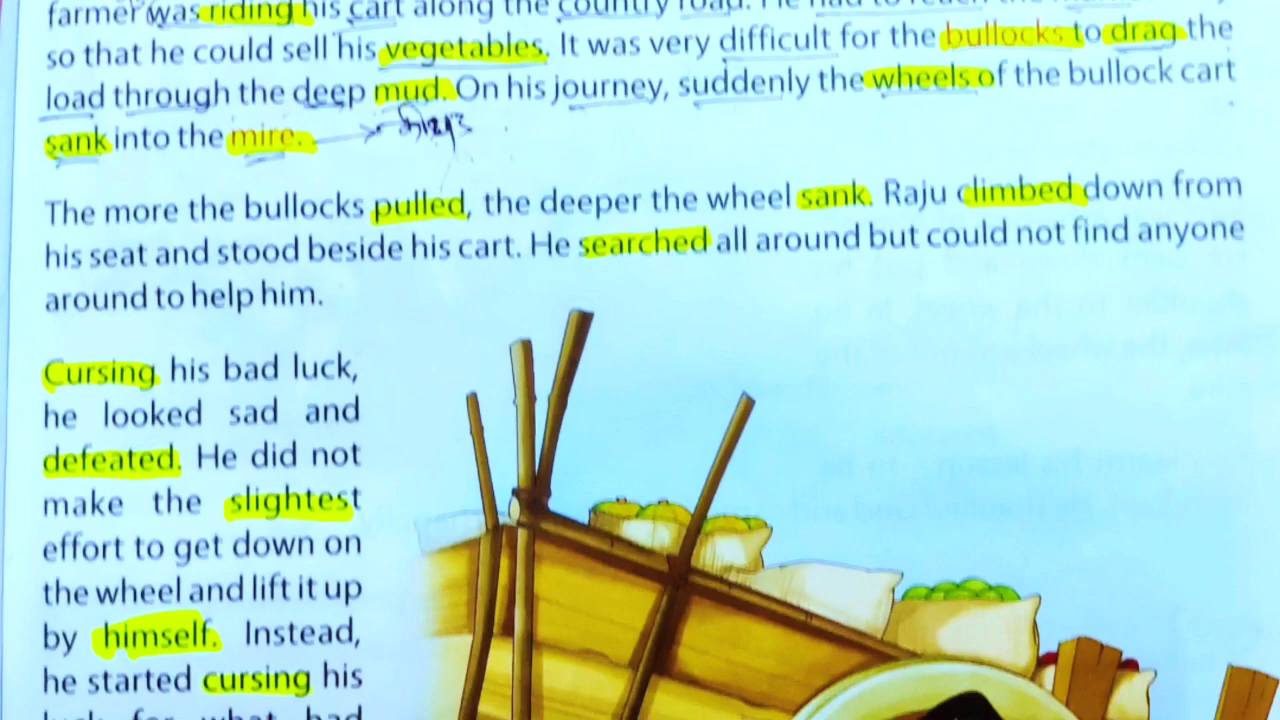 farmer was riding his cart along the country road. He had to reach the
so that he could sell his vegetables. It was very difficult for the bullocks to drag the
load through the deep mud. On his journey, suddenly the wheels of the bullock cart
sank into the mire.
The more the bullocks pulled, the deeper the wheel sank. Raju climbed down from
his seat and stood beside his cart. He searched all around but could not find anyone
around to help him.
Cursing his bad luck,
he looked sad and
defeated. He did not
make the slightest
effort to get down on
the wheel and lift it up
by himself. Instead,
he started cursing his
luck for what had